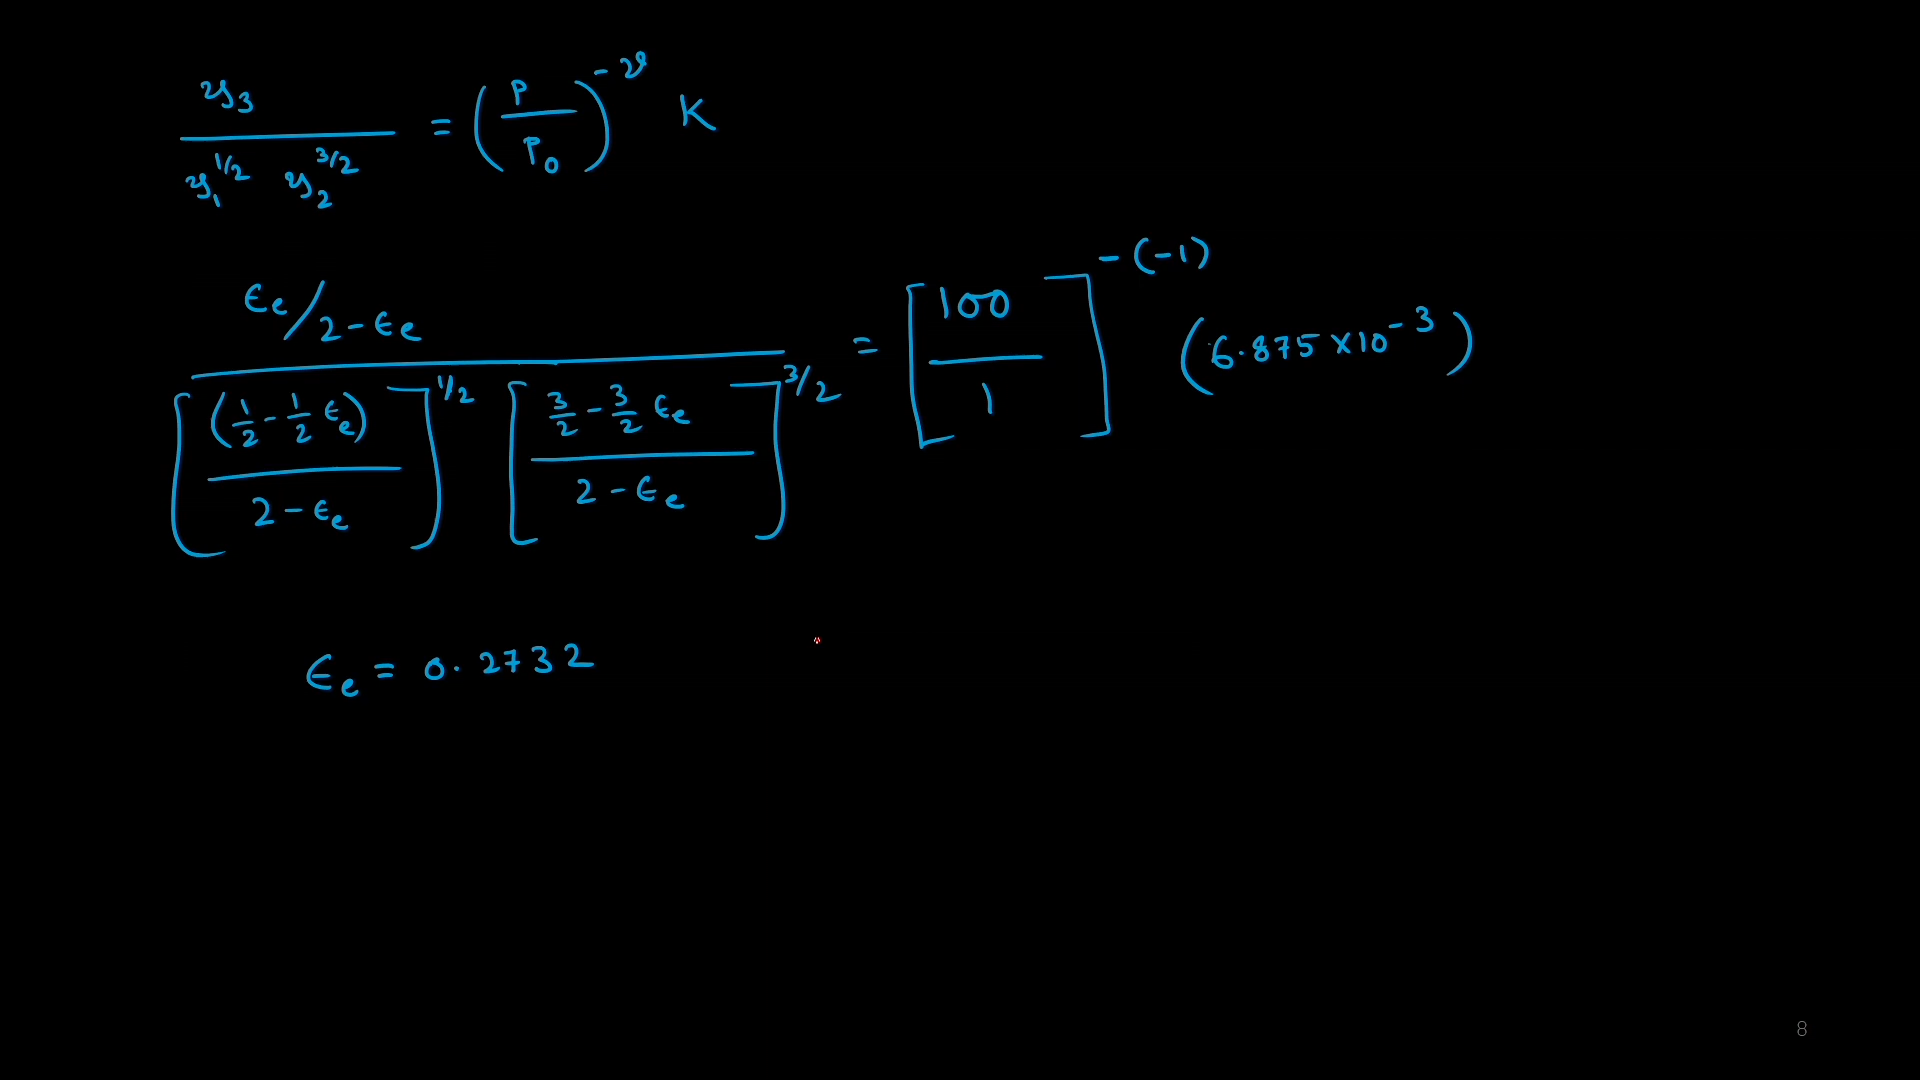 y₃ / (y₁^1/2 y₂^3/2) = (P / P₀)^-ν K
(ϵₑ / 2 - ϵₑ) / ([(1/2 - 1/2 ϵₑ) / (2 - ϵₑ)]^1/2 [(3/2 - 3/2 ϵₑ) / (2 - ϵₑ)]^3/2) = [100 / 1]^-(-1) (6.875 x 10^-3)
ϵₑ = 0.2732
8